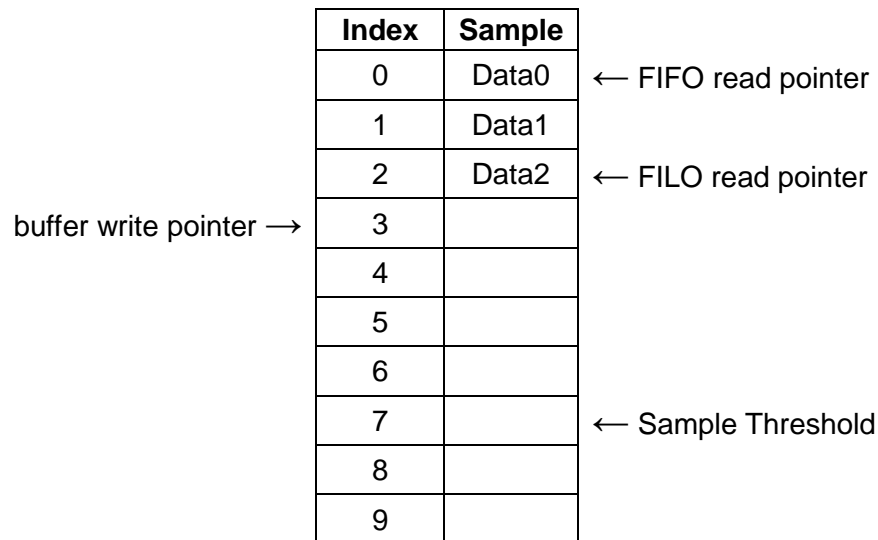 Index Sample
0 Data0 ← FIFO read pointer
1 Data1
2 Data2 ← FILO read pointer
buffer write pointer → 3
4
5
6
7 ← Sample Threshold
8
9